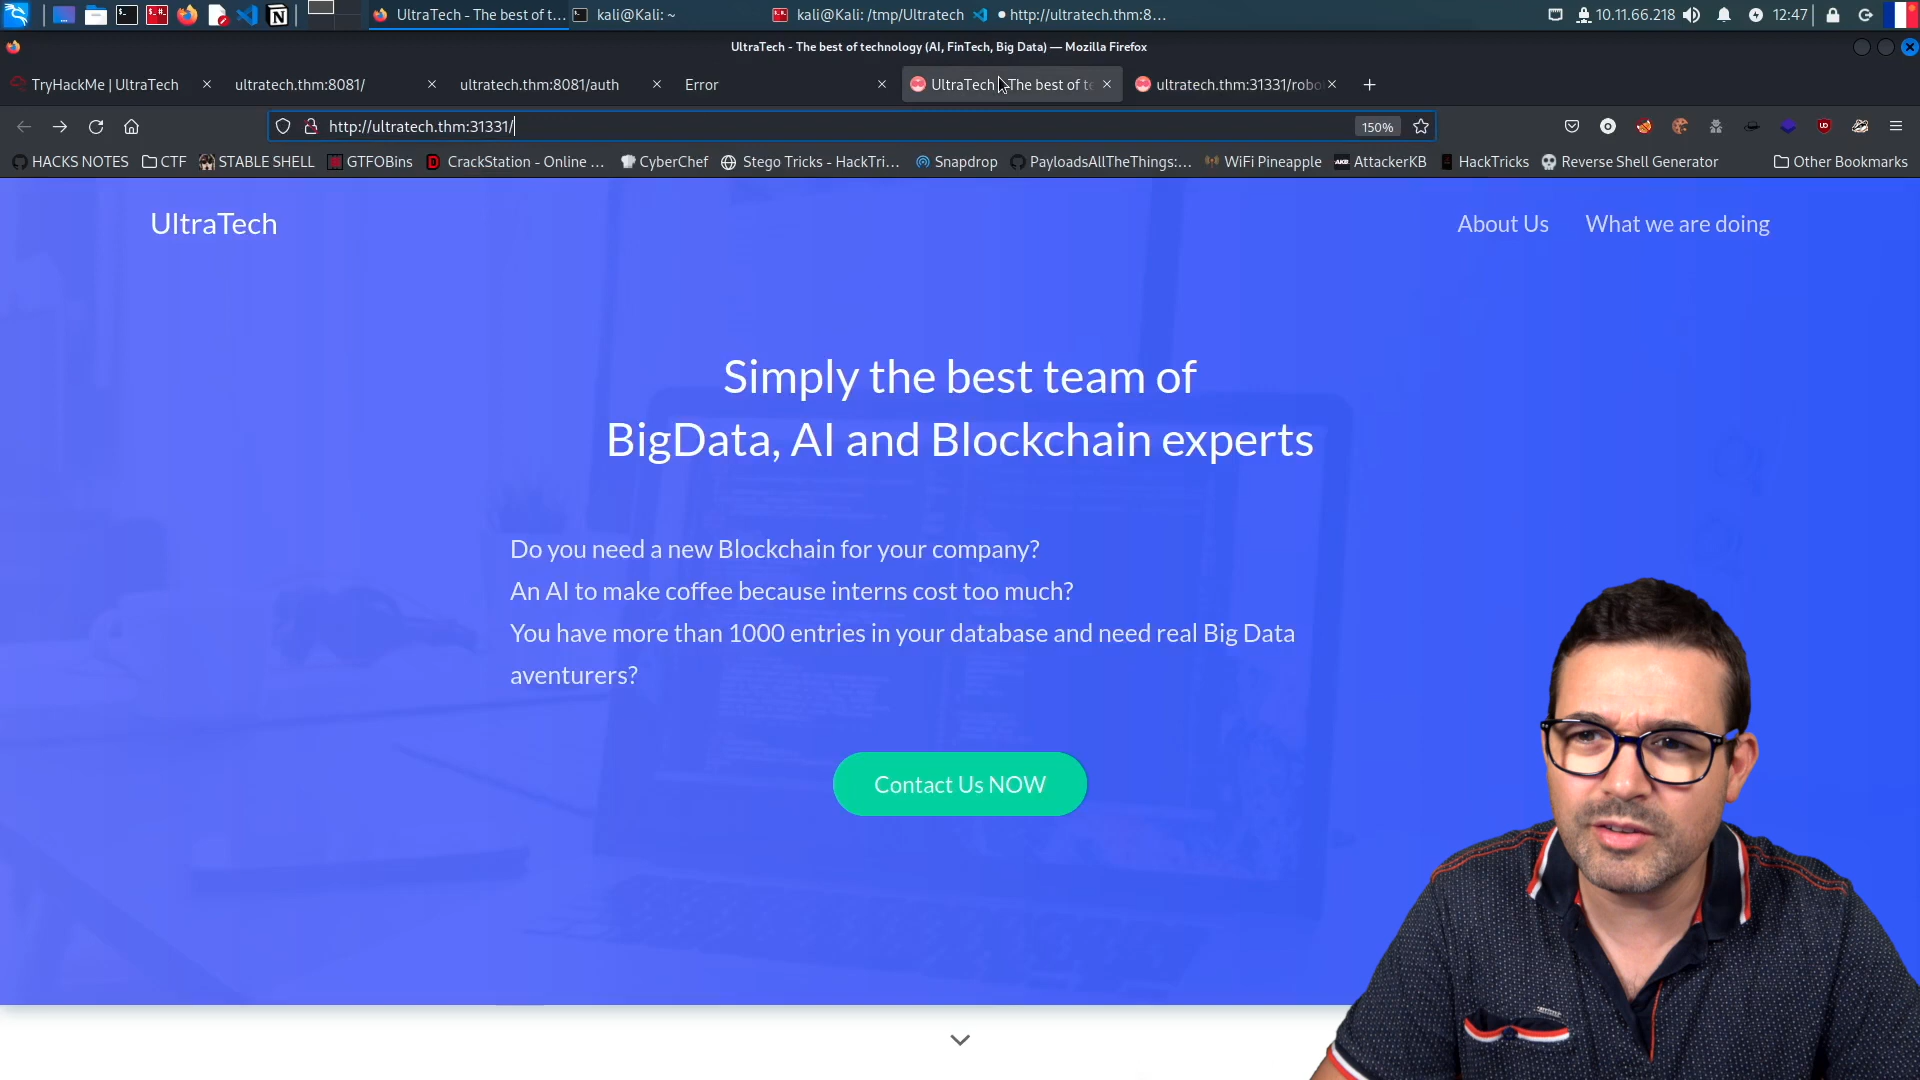 UltraTech - The best of t...
kali@Kali: ~
kali@Kali: /tmp/Ultratech
http://ultratech.thm:8...
10.11.66.218
12:47
UltraTech - The best of technology (AI, FinTech, Big Data) — Mozilla Firefox
TryHackMe | UltraTech
ultratech.thm:8081/
ultratech.thm:8081/auth
Error
UltraTech - The best of te
ultratech.thm:31331/robo
http://ultratech.thm:31331/
150%
HACKS NOTES
CTF
STABLE SHELL
GTFOBins
CrackStation - Online ...
CyberChef
Stego Tricks - HackTri...
Snapdrop
PayloadsAllTheThings:...
WiFi Pineapple
AttackerKB
HackTricks
Reverse Shell Generator
Other Bookmarks
UltraTech
About Us
What we are doing
Simply the best team of
BigData, AI and Blockchain experts
Do you need a new Blockchain for your company?
An AI to make coffee because interns cost too much?
You have more than 1000 entries in your database and need real Big Data
aventurers?
Contact Us NOW